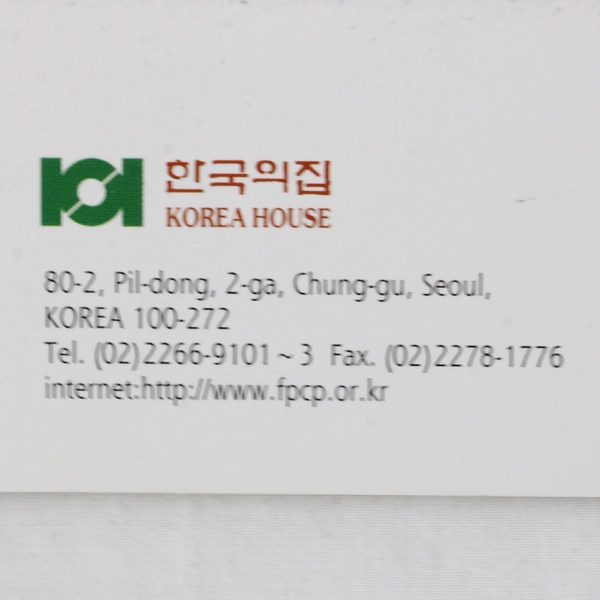 한국의집
KOREA HOUSE
80-2, Pil-dong, 2-ga, Chung-gu, Seoul,
KOREA 100-272
Tel. (02)2266-9101 ~ 3 Fax. (02)2278-1776
internet:http://www.fpcp.or.kr